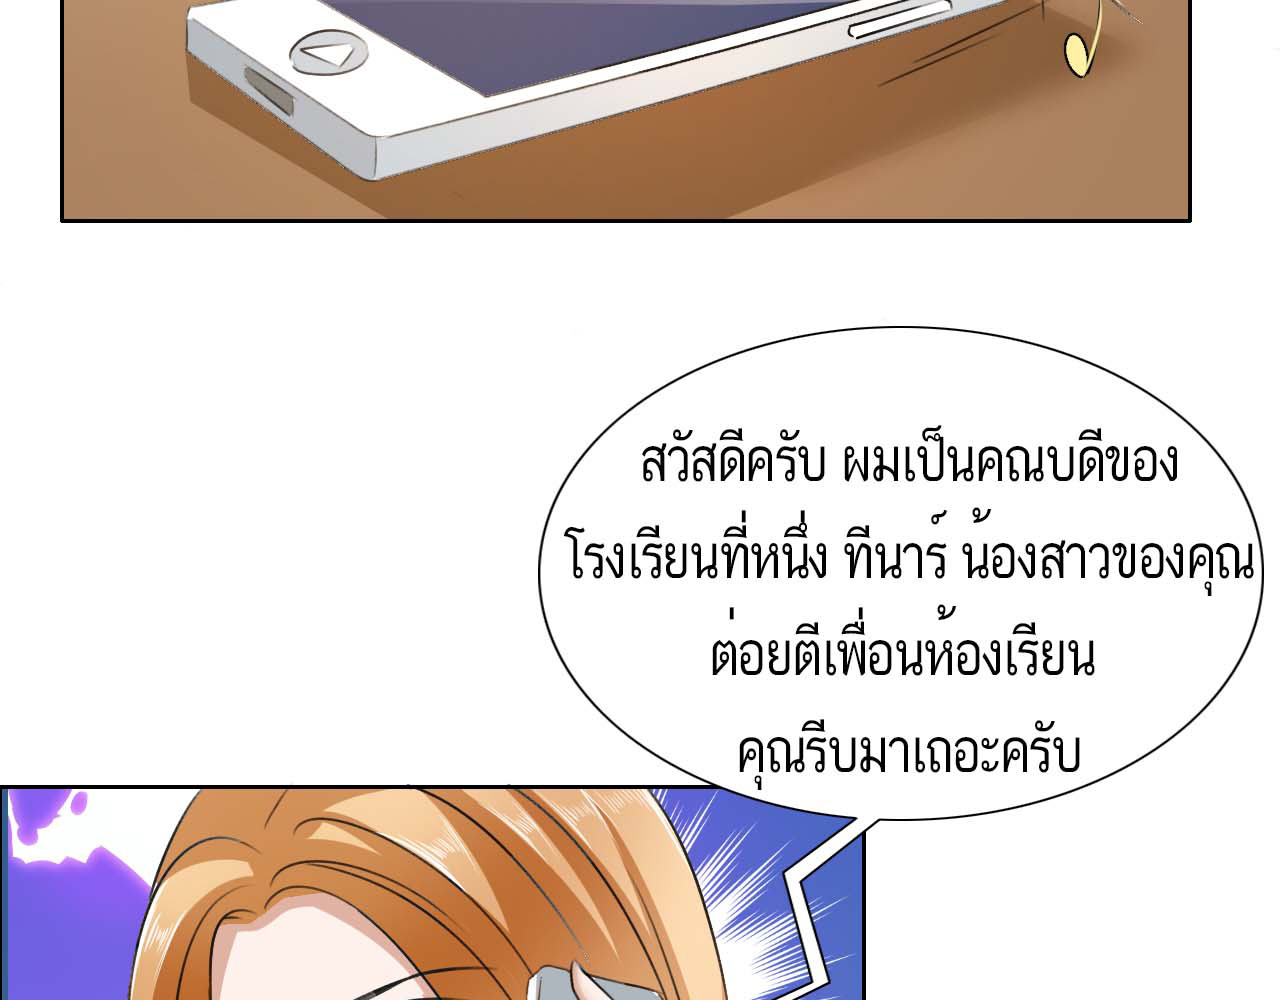 สวัสดีครับ ผมเป็นคณบดีของ
โรงเรียนที่หนึ่ง ทีนาร์ น้องสาวของคุณ
ต่อยตีเพื่อนห้องเรียน
คุณรีบมาเถอะครับ